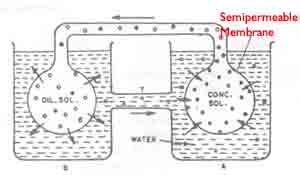 Semipermeable
Membrane
DIL. SOL.
CONC.
SOL.
WATER
B
A